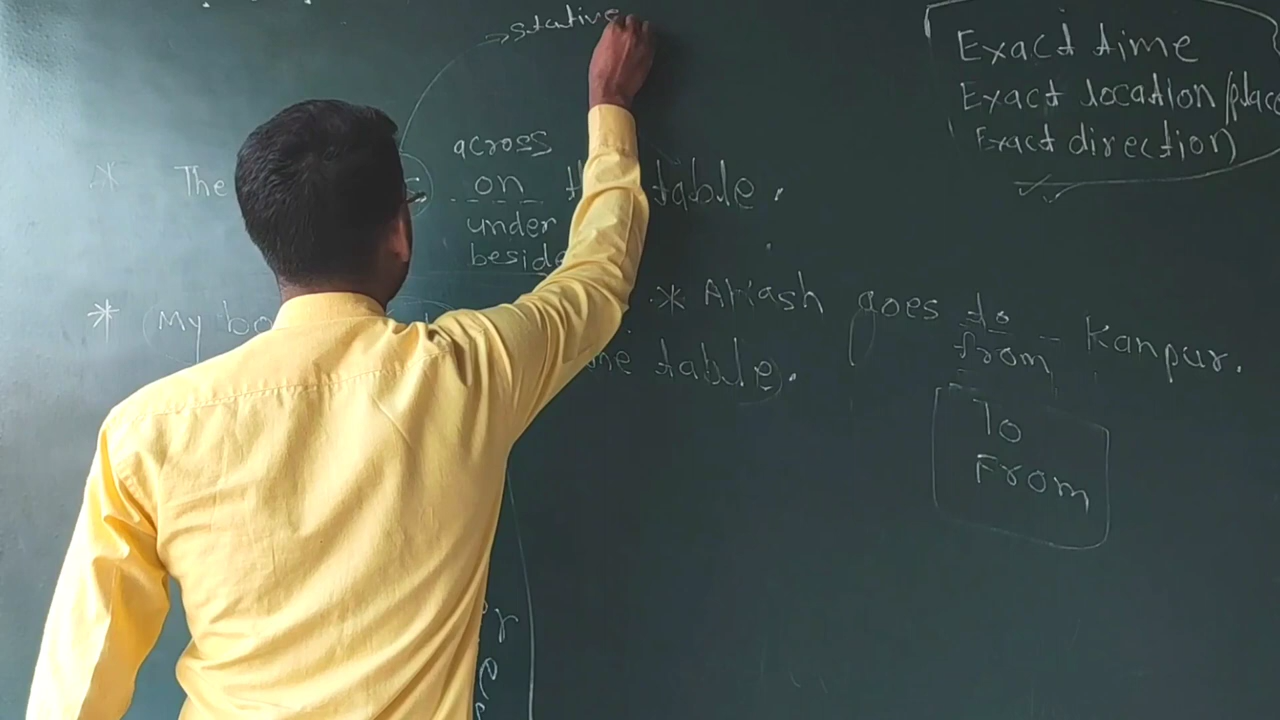 stative
Exact time
Exact location/place
Exact direction)
across
* The on the table.
under
beside
* My bo
* Akash goes to Kanpur.
from
the table.
To
From